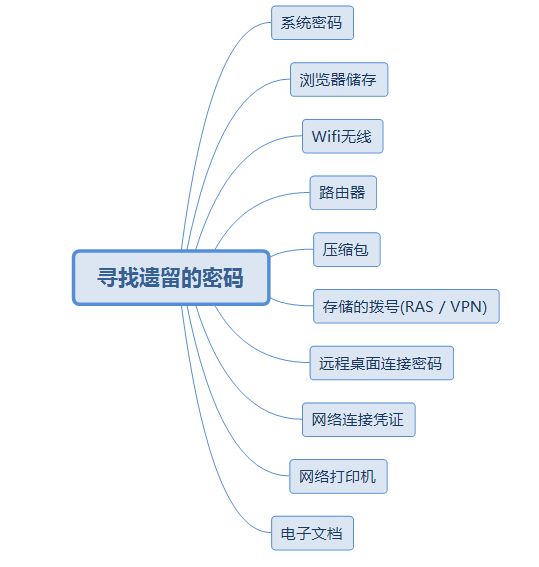 系统密码
浏览器储存
Wifi无线
路由器
压缩包
寻找遗留的密码
存储的拨号(RAS / VPN)
远程桌面连接密码
网络连接凭证
网络打印机
电子文档